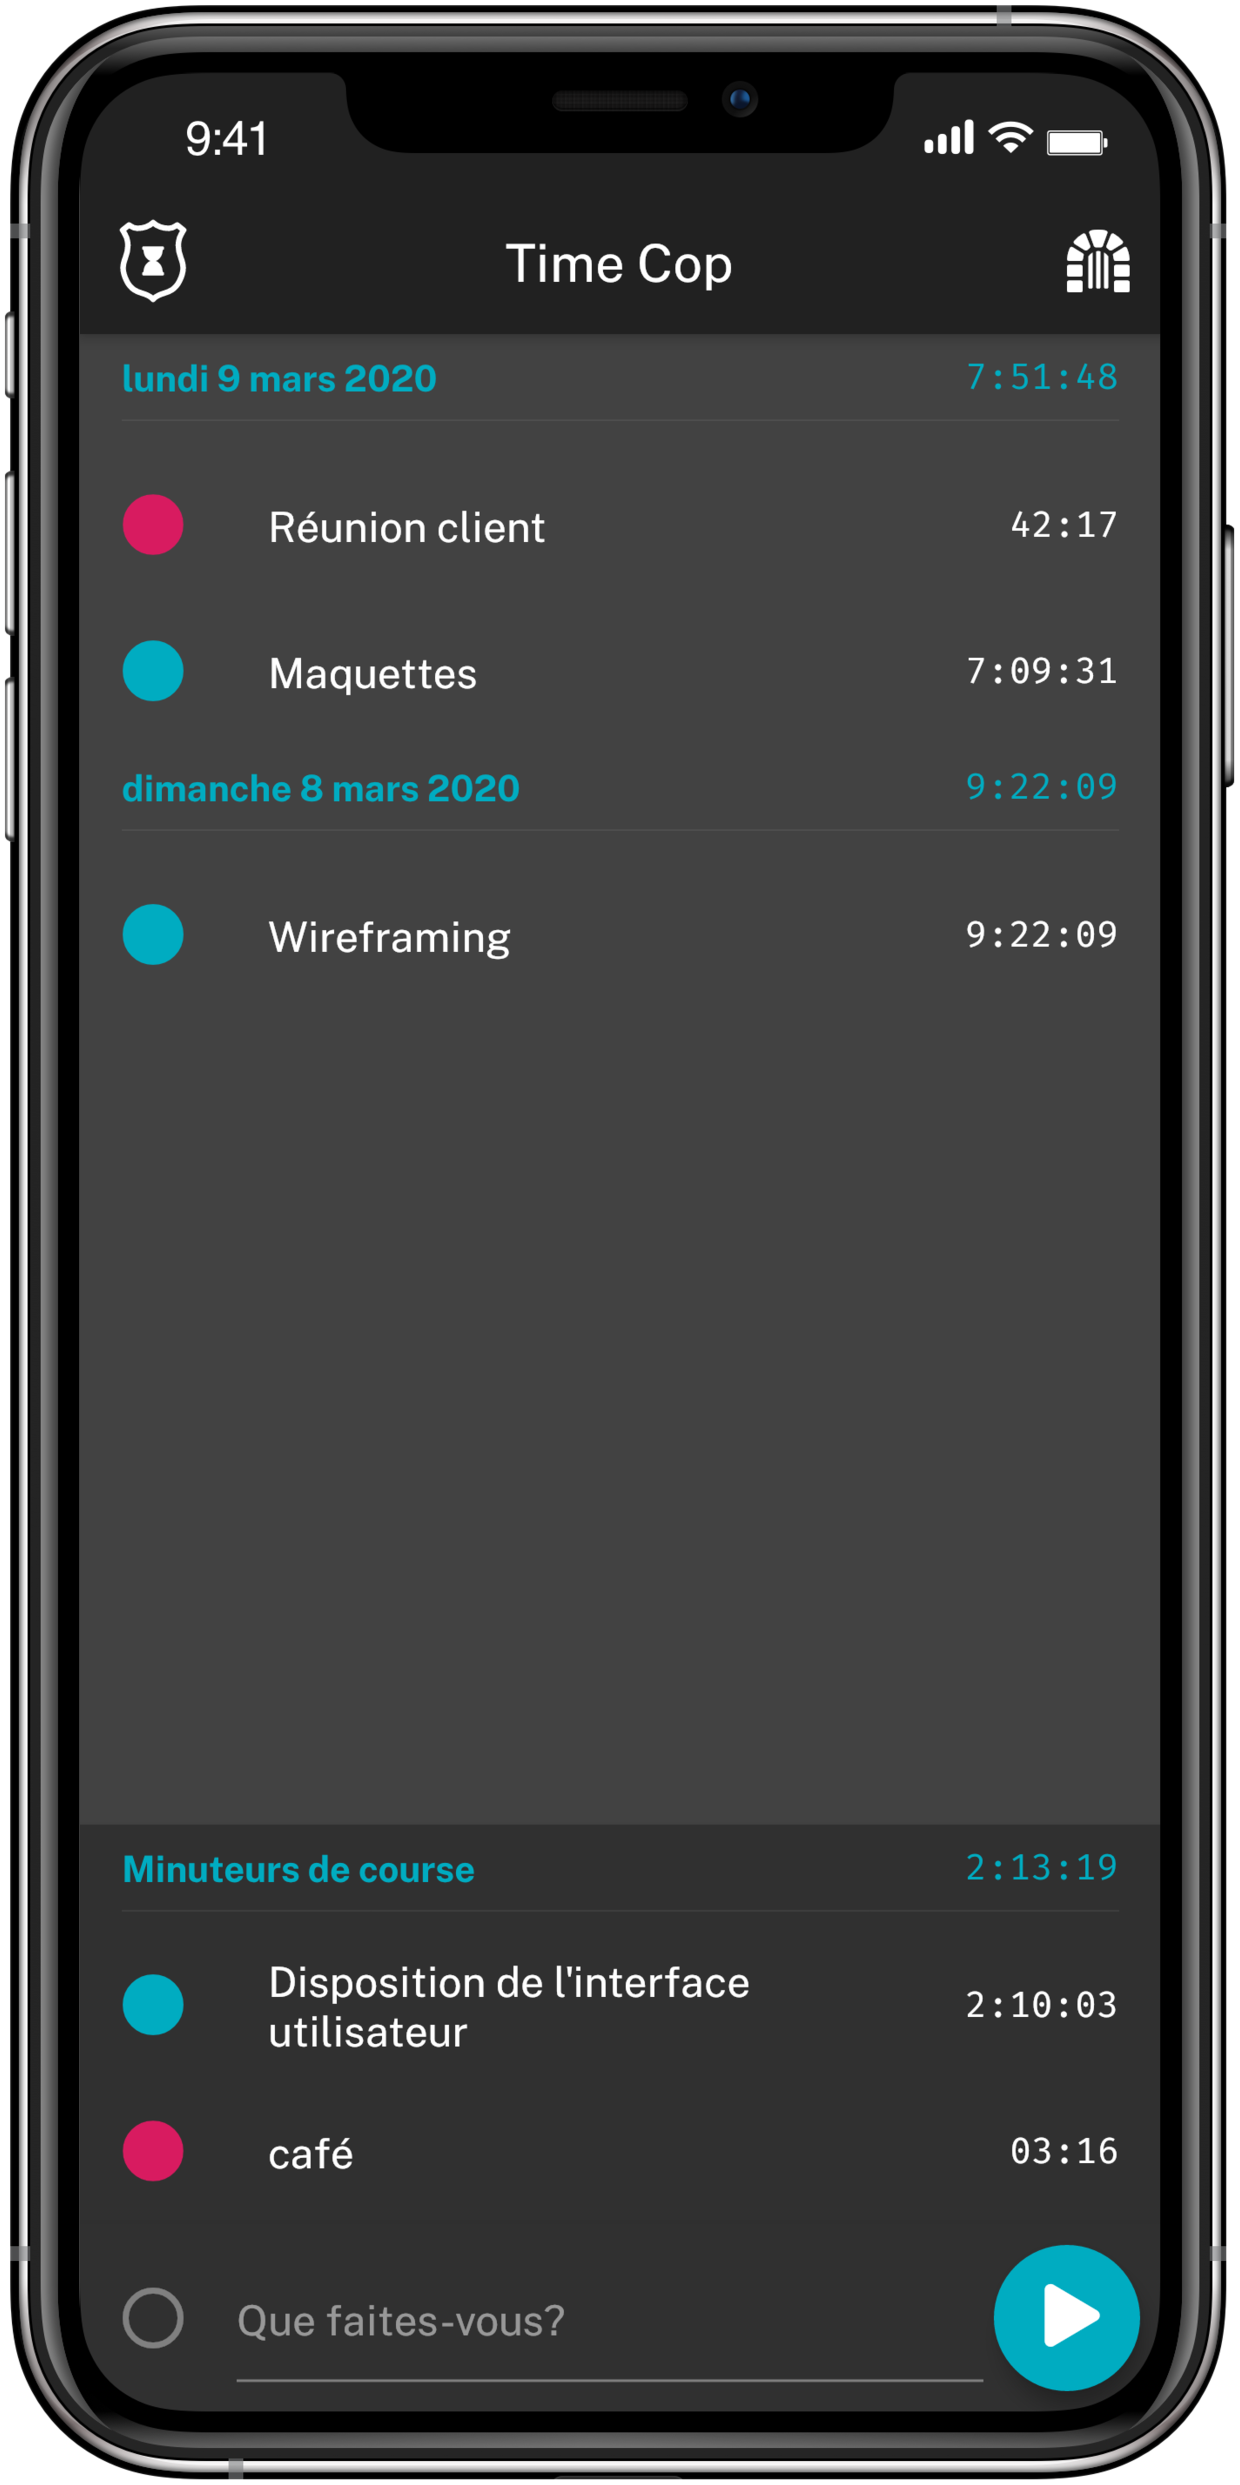 9:41
Time Cop
lundi 9 mars 2020 7:51:48
Réunion client 42:17
Maquettes 7:09:31
dimanche 8 mars 2020 9:22:09
Wireframing 9:22:09
Minuteurs de course 2:13:19
Disposition de l'interface
utilisateur 2:10:03
café 03:16
Que faites-vous?